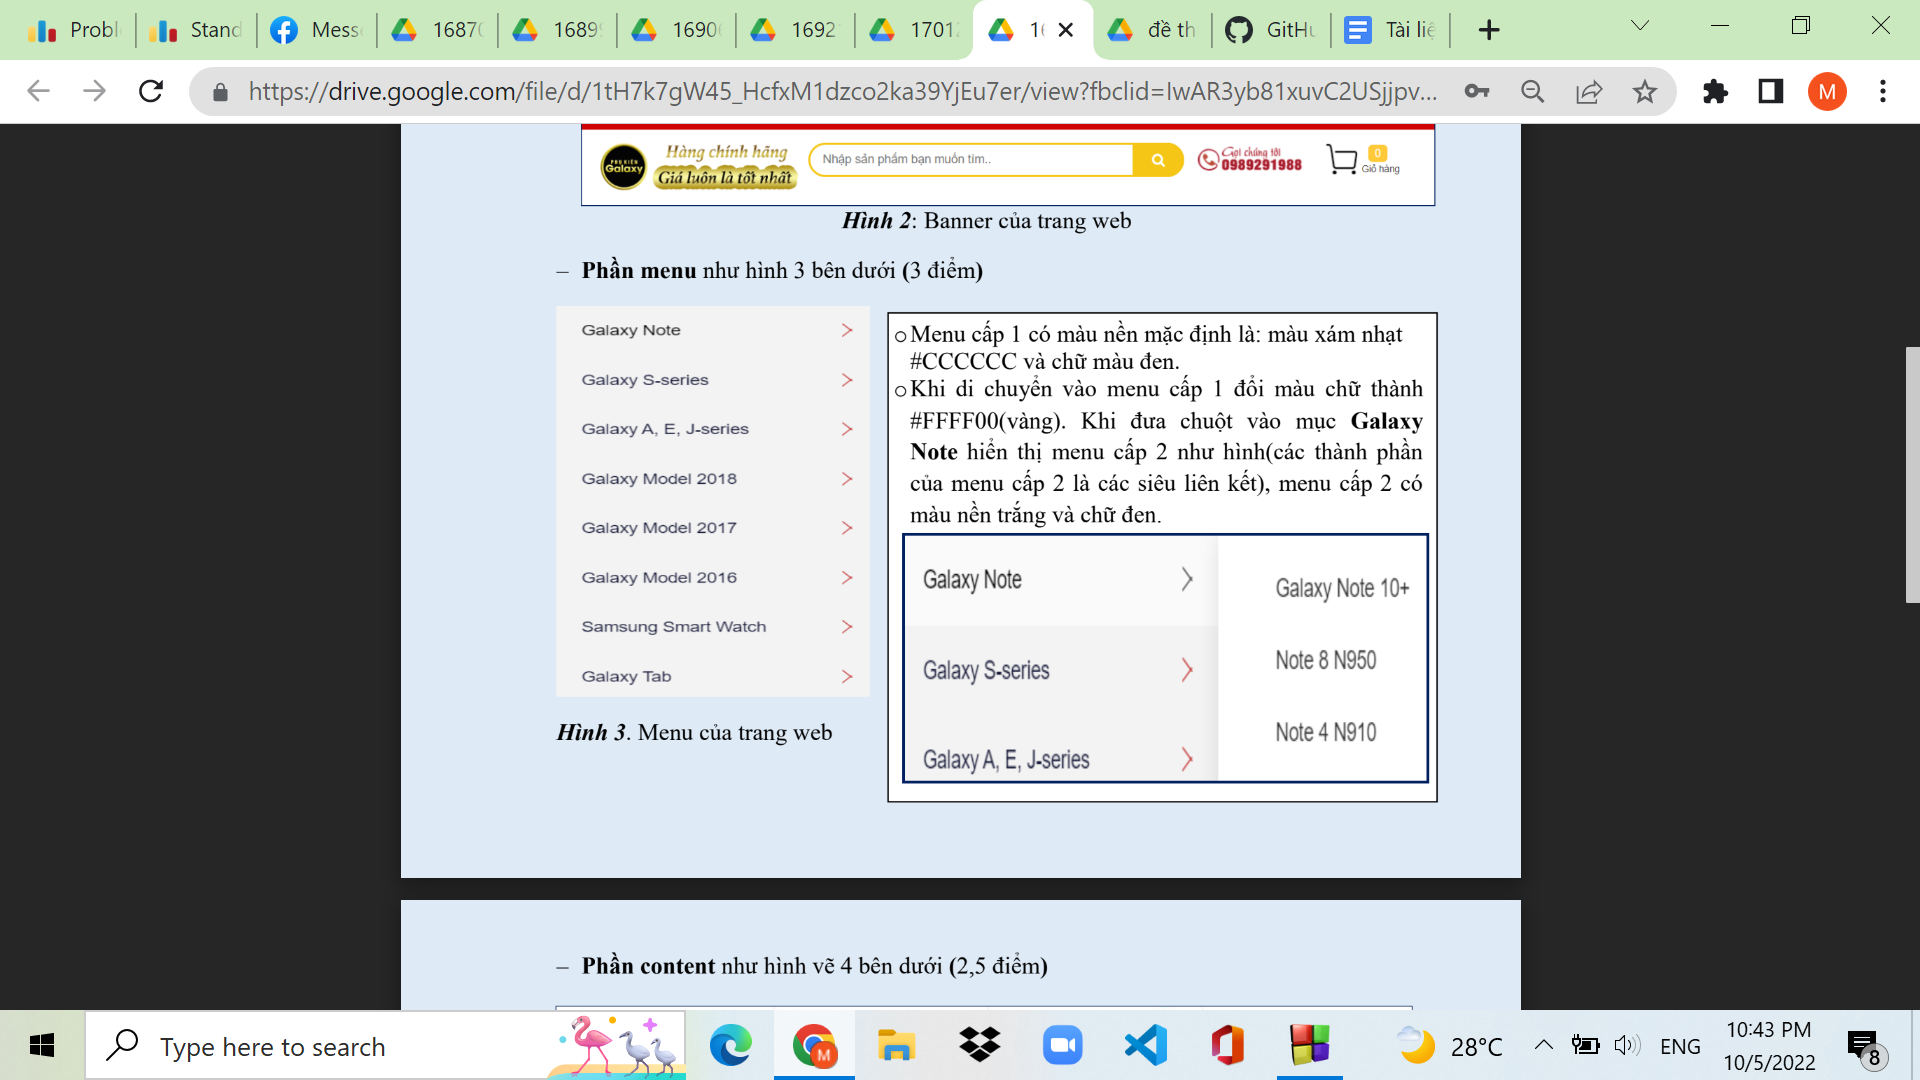 Probl
Stand
Mess
1687
1689
1690
1692
1701
đề th
GitHu
Tài liệ
https://drive.google.com/file/d/1tH7k7gW45_HcfxM1dzco2ka39YjEu7er/view?fbclid=IwAR3yb81xuvC2USjjpv...
M
PHỤ KIỆN
Galaxy
Hàng chính hãng
Giá luôn là tốt nhất
Nhập sản phẩm bạn muốn tìm..
Gọi chúng tôi
0989291988
0
Giỏ hàng
Hình 2: Banner của trang web
– Phần menu như hình 3 bên dưới (3 điểm)
Galaxy Note
Galaxy S-series
Galaxy A, E, J-series
Galaxy Model 2018
Galaxy Model 2017
Galaxy Model 2016
Samsung Smart Watch
Galaxy Tab
Hình 3. Menu của trang web
o Menu cấp 1 có màu nền mặc định là: màu xám nhạt
#CCCCCC và chữ màu đen.
o Khi di chuyển vào menu cấp 1 đổi màu chữ thành
#FFFF00(vàng). Khi đưa chuột vào mục Galaxy
Note hiển thị menu cấp 2 như hình(các thành phần
của menu cấp 2 là các siêu liên kết), menu cấp 2 có
màu nền trắng và chữ đen.
Galaxy Note
Galaxy S-series
Galaxy A, E, J-series
Galaxy Note 10+
Note 8 N950
Note 4 N910
– Phần content như hình vẽ 4 bên dưới (2,5 điểm)
Type here to search
M
28°C
ENG
10:43 PM
10/5/2022
8